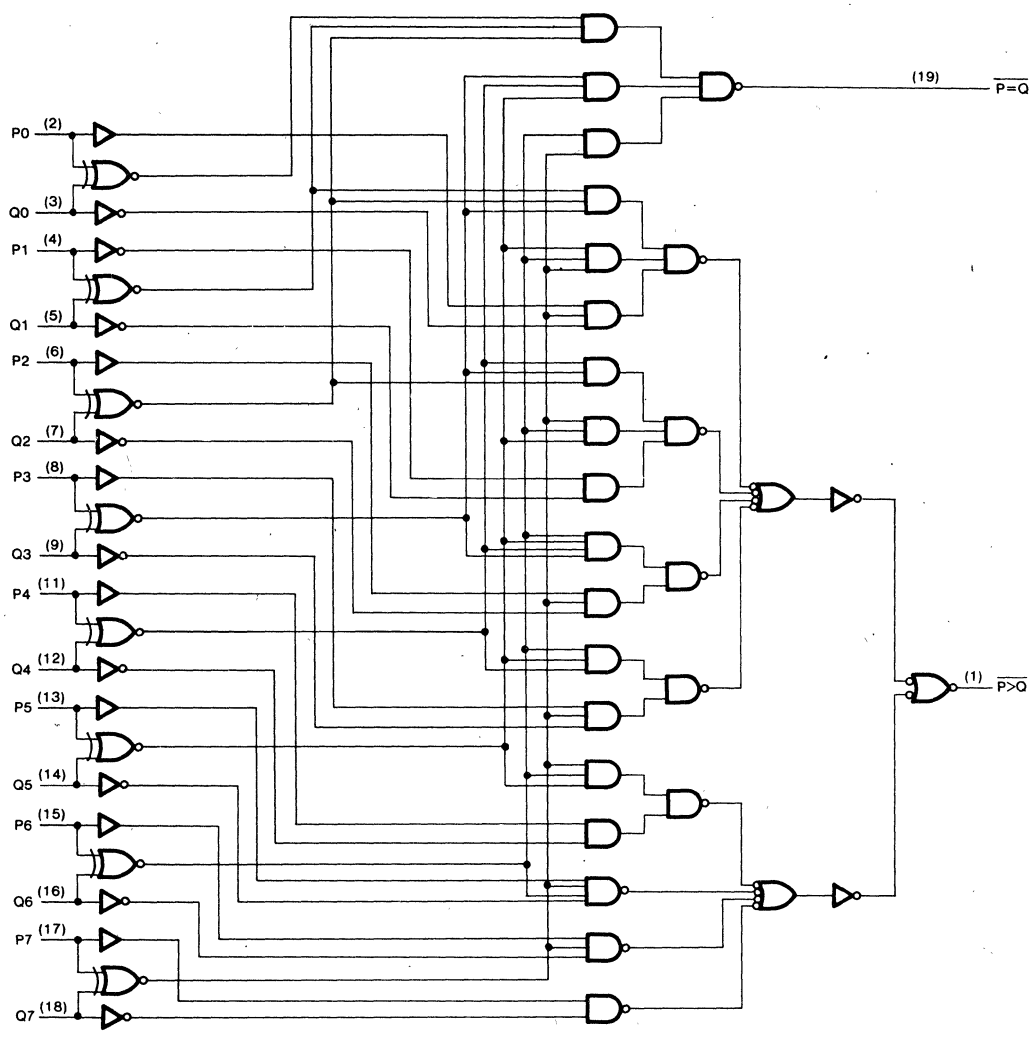 (19) P=Q
P0 (2)
Q0 (3)
P1 (4)
Q1 (5)
P2 (6)
Q2 (7)
P3 (8)
Q3 (9)
P4 (11)
Q4 (12)
P5 (13)
(1) P>Q
Q5 (14)
P6 (15)
Q6 (16)
P7 (17)
Q7 (18)